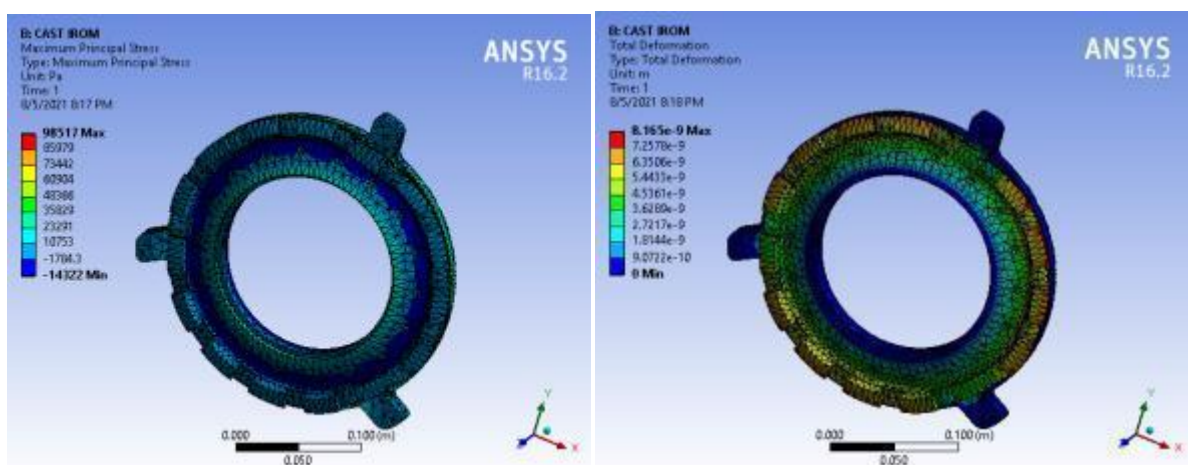 B: CAST IROM
Maximum Principal Stress
Type: Maximum Principal Stress
Unit: Pa
Time: 1
8/5/2021 8:17 PM
ANSYS
R16.2
98517 Max
85979
73442
60904
48366
35829
23291
10753
-1784.3
-14322 Min
0.000
0.100 (m)
0.050
Y
X
Z
B: CAST IROM
Total Deformation
Type: Total Deformation
Unit: m
Time: 1
8/5/2021 8:18 PM
ANSYS
R16.2
8.165e-9 Max
7.2578e-9
6.3506e-9
5.4433e-9
4.5361e-9
3.6289e-9
2.7217e-9
1.8144e-9
9.0722e-10
0 Min
0.000
0.100 (m)
0.050
Y
X
Z